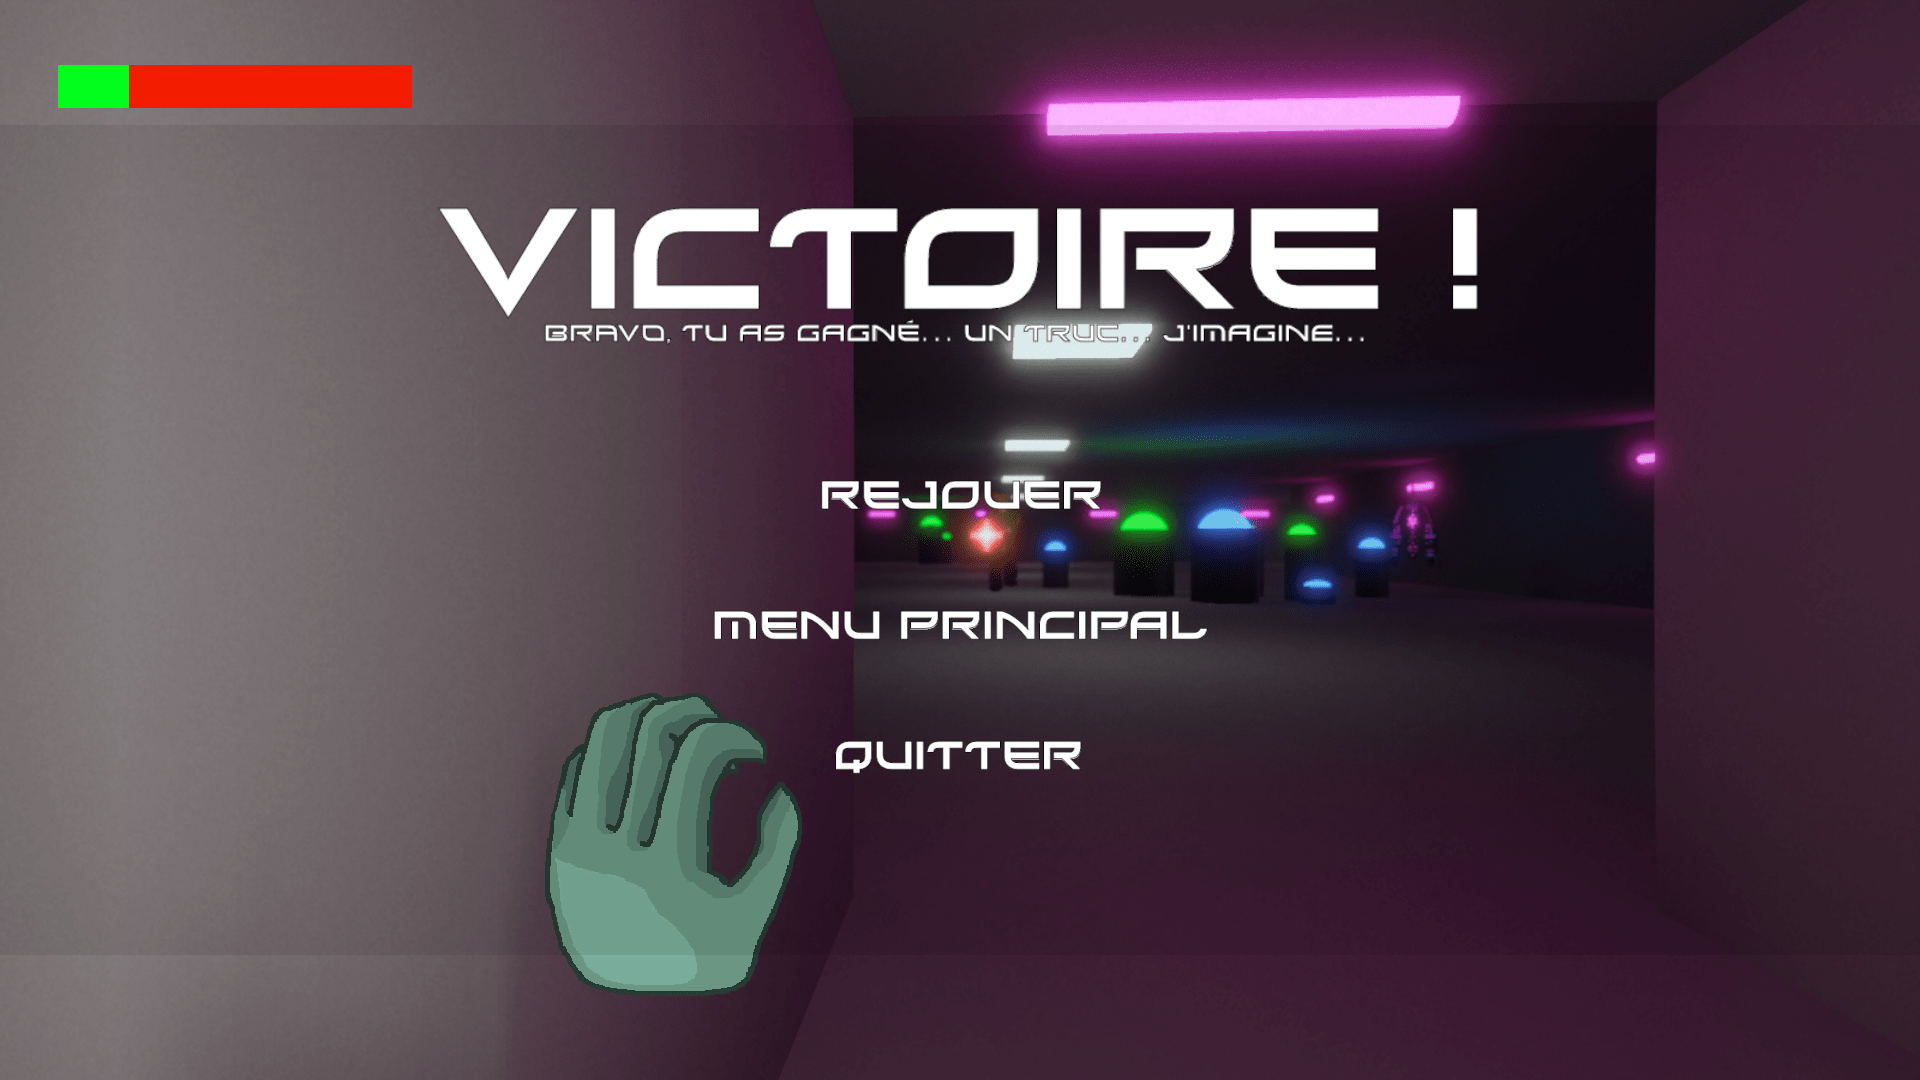 VICTOIRE !
BRAVO, TU AS GAGNÉ... UN TRUC... J'IMAGINE...
REJOUER
MENU PRINCIPAL
QUITTER